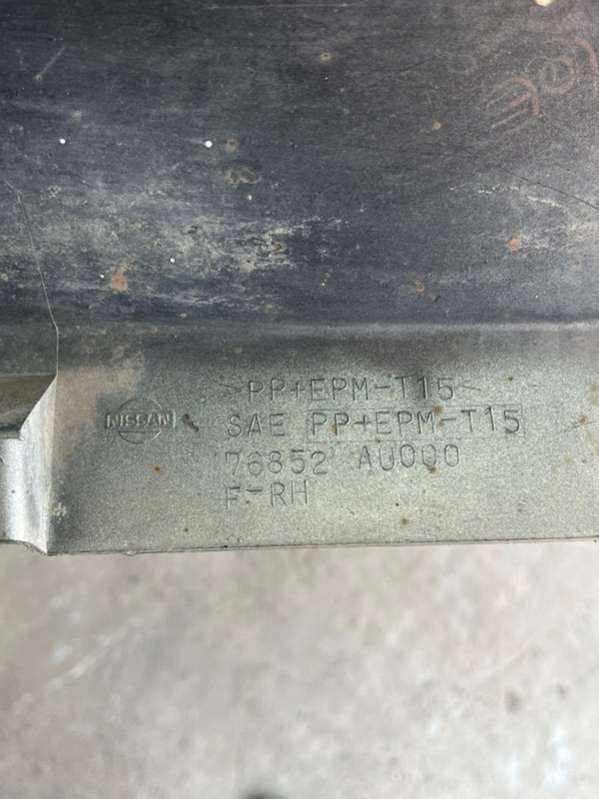 >PP+EPM-T15<
NISSAN
SAE PP+EPM-T15
76852 AU000
F-RH